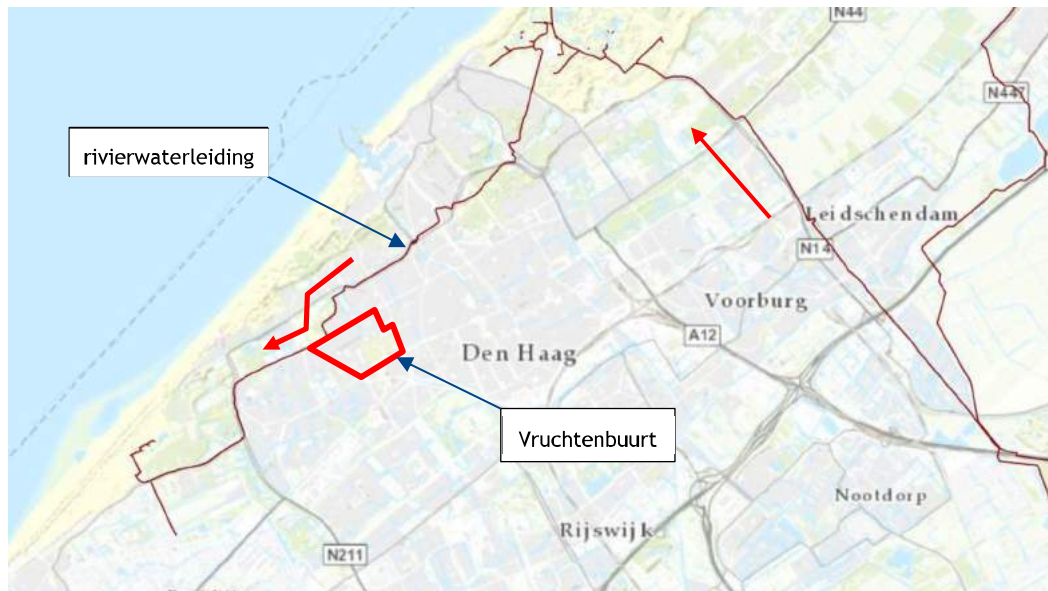 N44
N447
rivierwaterleiding
Leidschendam
N14
Voorburg
A12
Den Haag
Vruchtenbuurt
Nootdorp
Rijswijk
N211